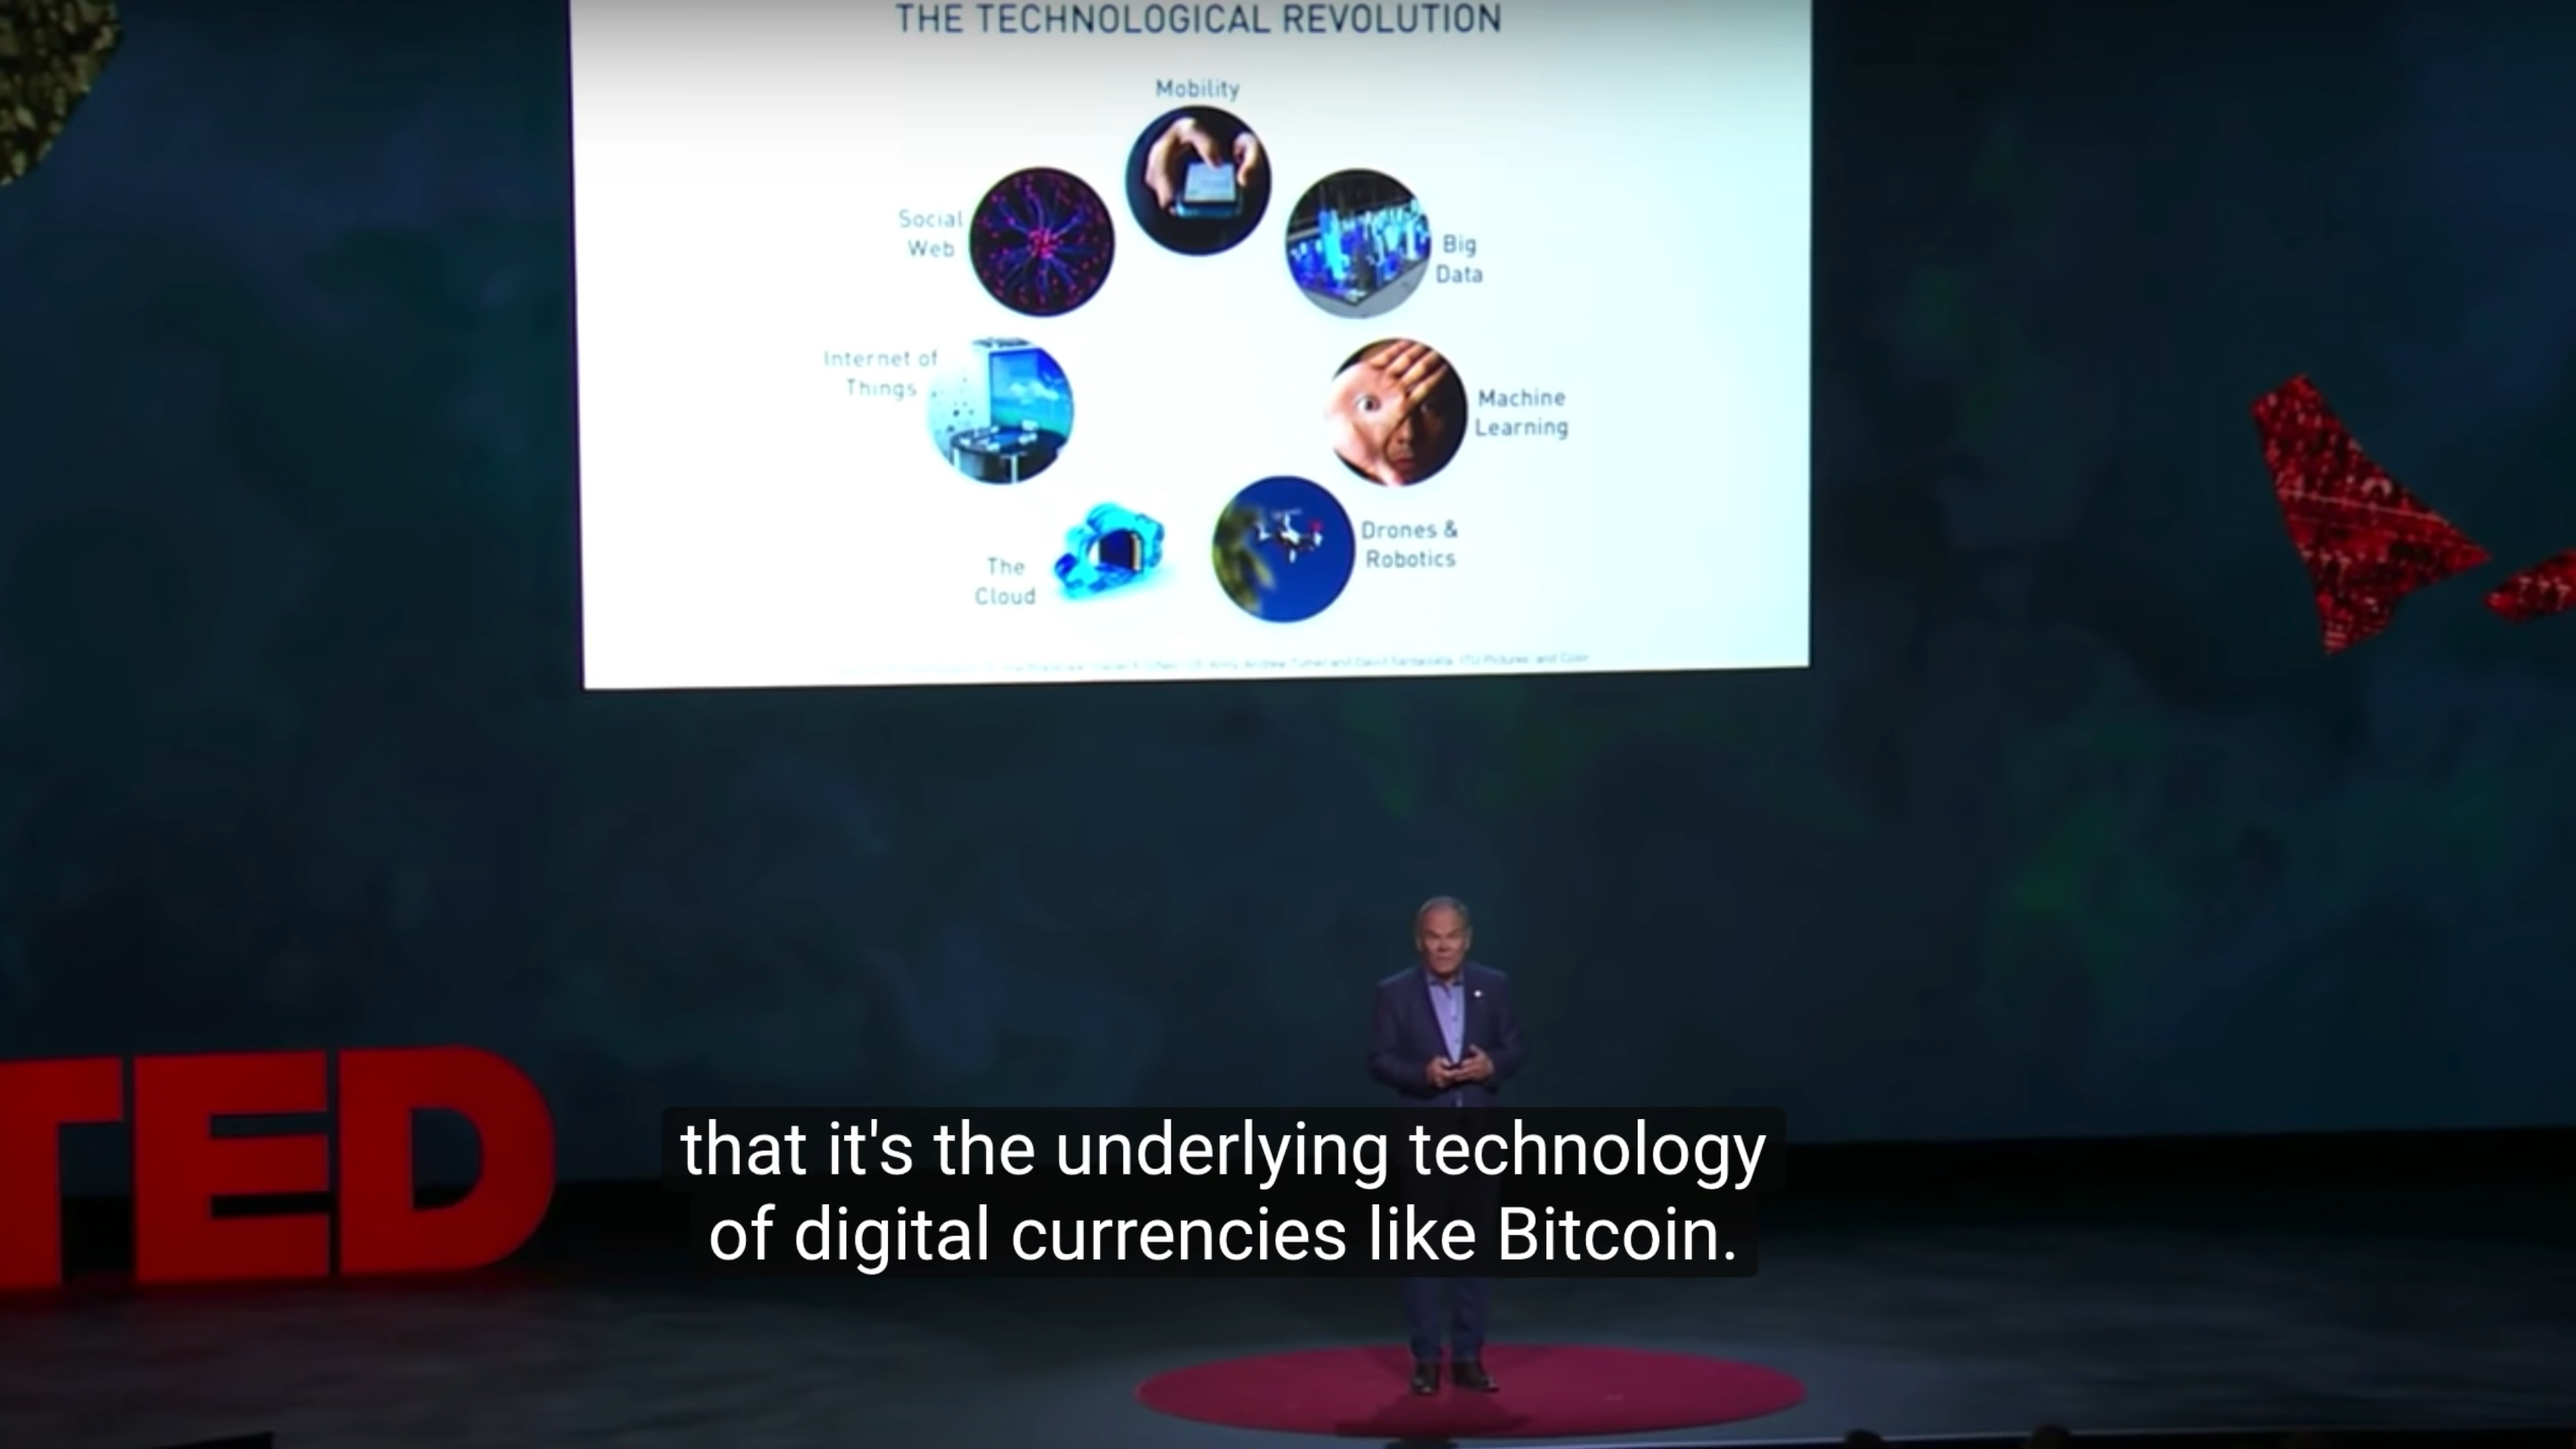 THE TECHNOLOGICAL REVOLUTION
Mobility
Social
Web
Big
Data
Internet of
Things
Machine
Learning
Drones &
Robotics
The
Cloud
TED
that it's the underlying technology
of digital currencies like Bitcoin.